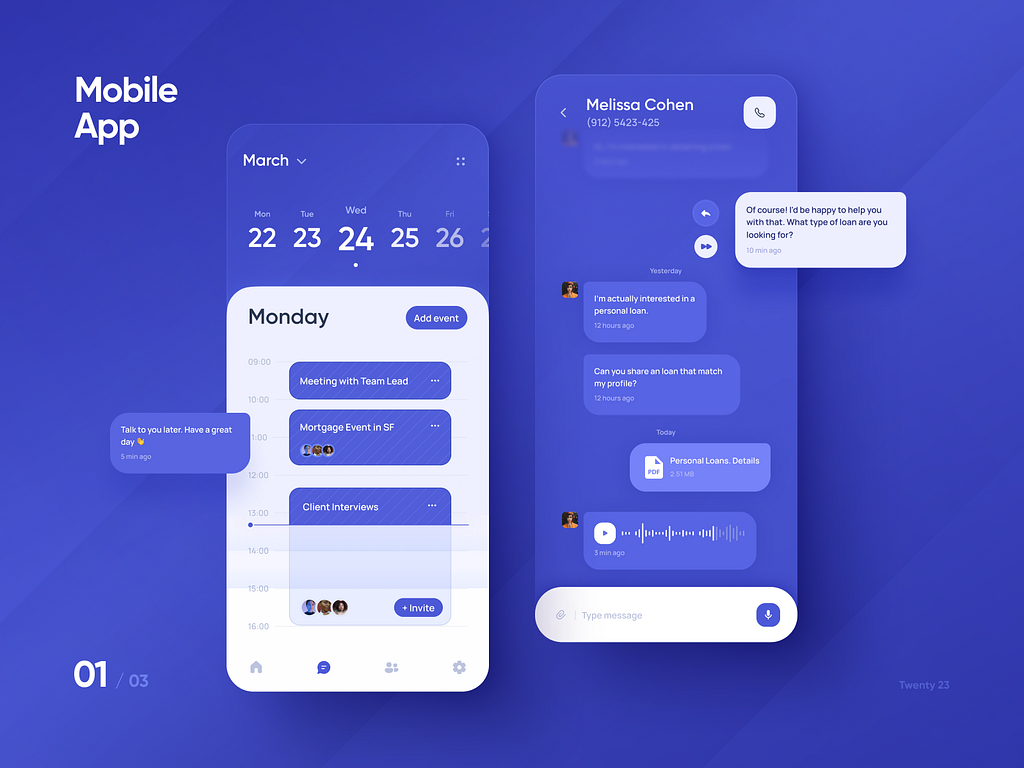 Mobile
App
March
Mon Tue Wed Thu Fri
22 23 24 25 26
Monday
Add event
09:00
Meeting with Team Lead
10:00
Mortgage Event in SF
Talk to you later. Have a great
day 👋
5 min ago
12:00
Client Interviews
13:00
14:00
15:00
+ Invite
16:00
01 / 03
Melissa Cohen
(912) 5423-425
Of course! I'd be happy to help you
with that. What type of loan are you
looking for?
10 min ago
Yesterday
I'm actually interested in a
personal loan.
12 hours ago
Can you share an loan that match
my profile?
12 hours ago
Today
PDF
Personal Loans. Details
2.51 MB
3 min ago
Type message
Twenty 23